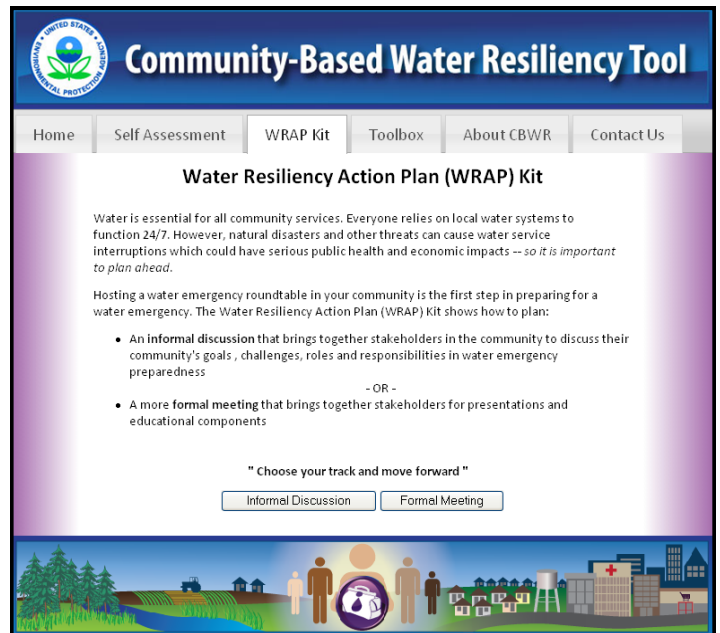 UNITED STATES
ENVIRONMENTAL PROTECTION AGENCY
Community-Based Water Resiliency Tool
Home Self Assessment WRAP Kit Toolbox About CBWR Contact Us
Water Resiliency Action Plan (WRAP) Kit
Water is essential for all community services. Everyone relies on local water systems to
function 24/7. However, natural disasters and other threats can cause water service
interruptions which could have serious public health and economic impacts -- so it is important
to plan ahead.
Hosting a water emergency roundtable in your community is the first step in preparing for a
water emergency. The Water Resiliency Action Plan (WRAP) Kit shows how to plan:
• An informal discussion that brings together stakeholders in the community to discuss their
community's goals , challenges, roles and responsibilities in water emergency
preparedness
- OR -
• A more formal meeting that brings together stakeholders for presentations and
educational components
" Choose your track and move forward "
Informal Discussion Formal Meeting